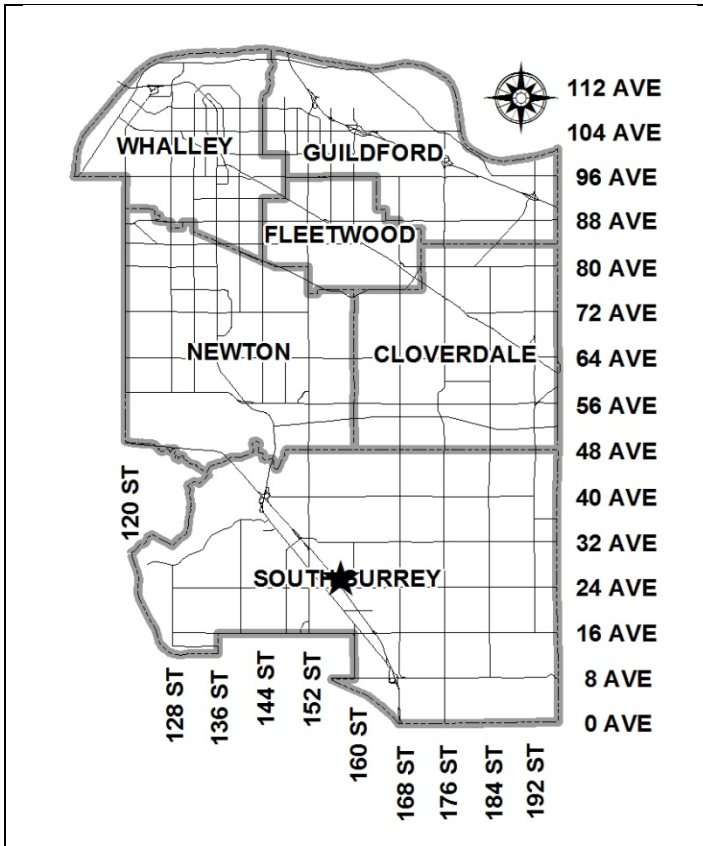 112 AVE
104 AVE
WHALLEY
GUILDFORD
96 AVE
88 AVE
FLEETWOOD
80 AVE
72 AVE
NEWTON
CLOVERDALE
64 AVE
56 AVE
48 AVE
120 ST
40 AVE
32 AVE
SOUTH SURREY
24 AVE
16 AVE
8 AVE
0 AVE
128 ST
136 ST
144 ST
152 ST
160 ST
168 ST
176 ST
184 ST
192 ST